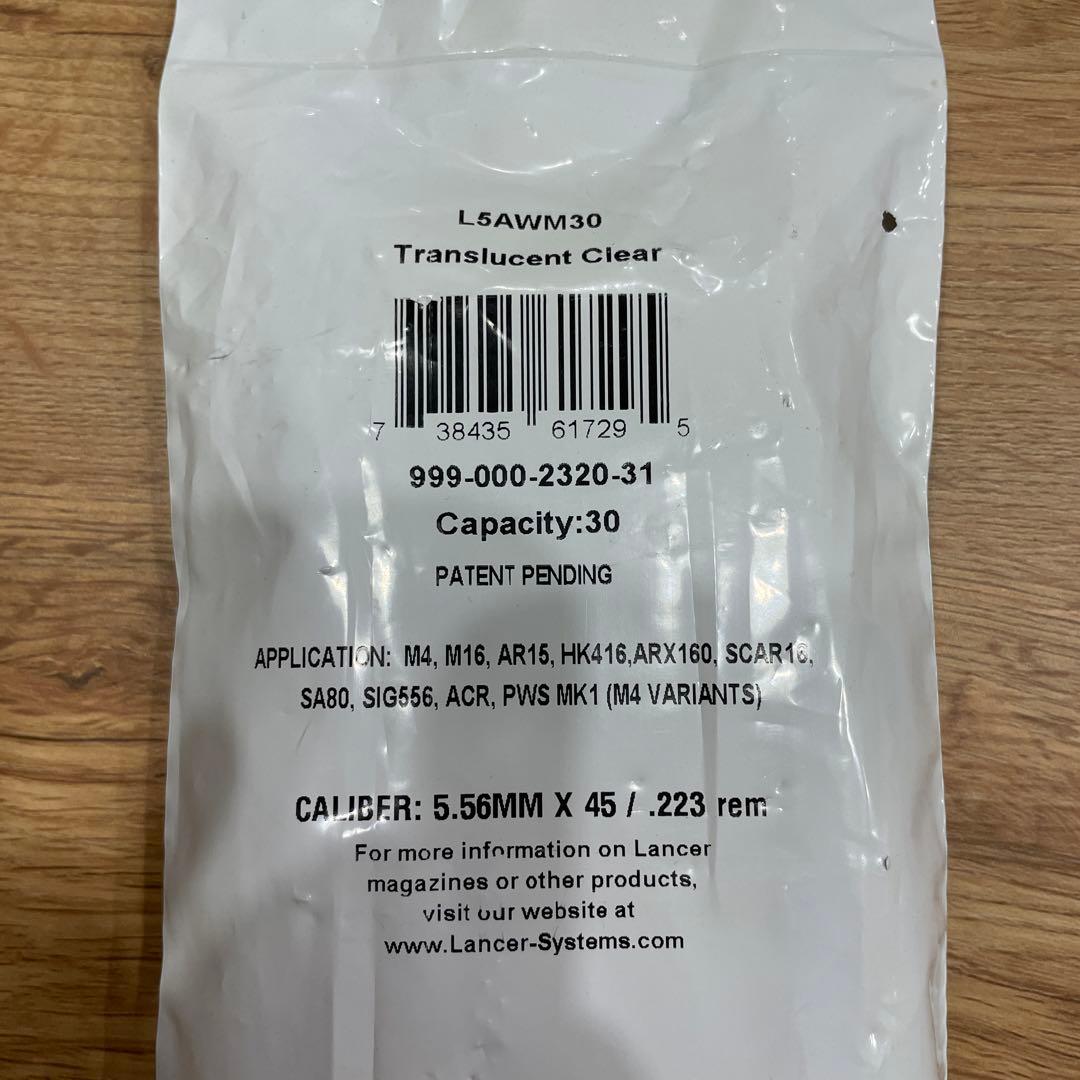 L5AWM30
Translucent Clear
7 38435 61729 5
999-000-2320-31
Capacity:30
PATENT PENDING
APPLICATION: M4, M16, AR15, HK416,ARX160, SCAR16,
SA80, SIG556, ACR, PWS MK1 (M4 VARIANTS)
CALIBER: 5.56MM X 45 / .223 rem
For more information on Lancer
magazines or other products,
visit our website at
www.Lancer-Systems.com